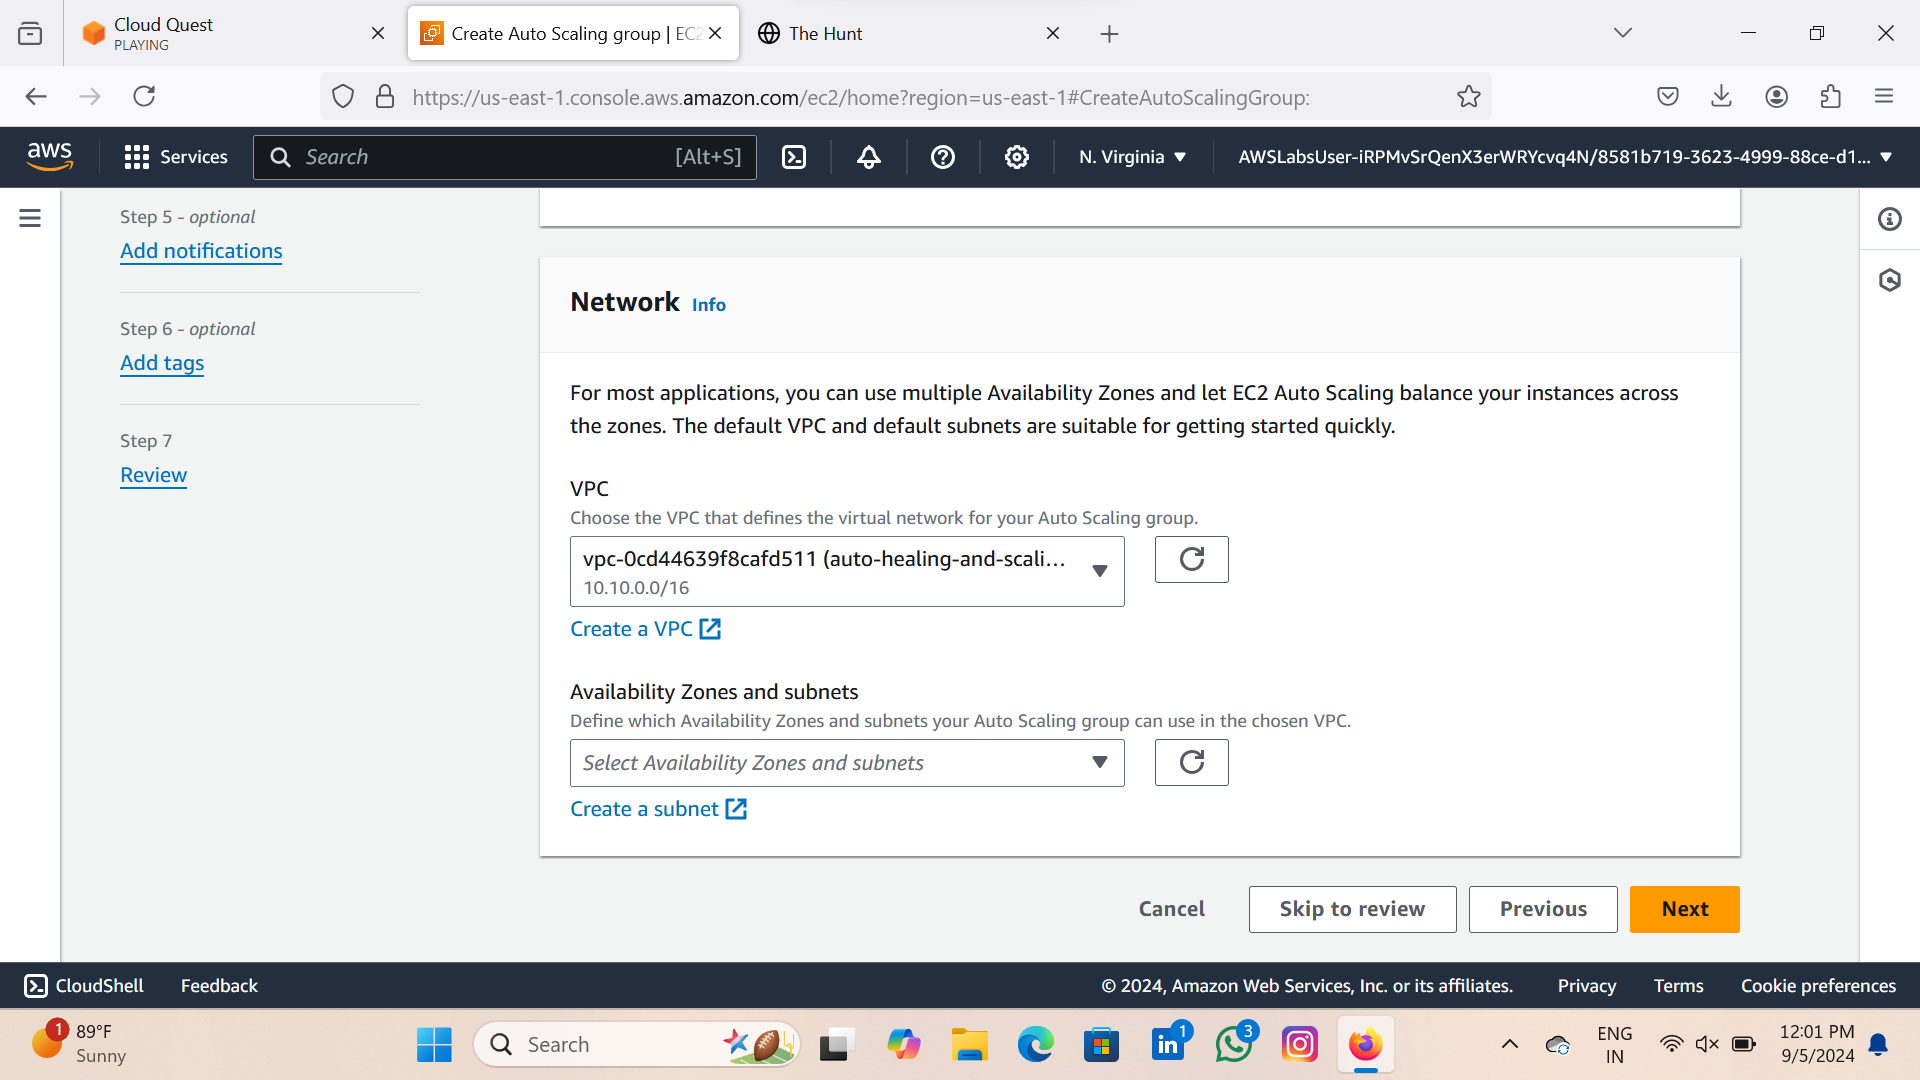 Cloud Quest
PLAYING
Create Auto Scaling group | EC2
The Hunt
https://us-east-1.console.aws.amazon.com/ec2/home?region=us-east-1#CreateAutoScalingGroup:
aws
Services
Search
[Alt+S]
N. Virginia
AWSLabsUser-iRPMvSrQenX3erWRYcvq4N/8581b719-3623-4999-88ce-d1...
Step 5 - optional
Add notifications
Step 6 - optional
Add tags
Step 7
Review
Network Info
For most applications, you can use multiple Availability Zones and let EC2 Auto Scaling balance your instances across
the zones. The default VPC and default subnets are suitable for getting started quickly.
VPC
Choose the VPC that defines the virtual network for your Auto Scaling group.
vpc-0cd44639f8cafd511 (auto-healing-and-scali...
10.10.0.0/16
Create a VPC
Availability Zones and subnets
Define which Availability Zones and subnets your Auto Scaling group can use in the chosen VPC.
Select Availability Zones and subnets
Create a subnet
Cancel
Skip to review
Previous
Next
CloudShell
Feedback
© 2024, Amazon Web Services, Inc. or its affiliates.
Privacy
Terms
Cookie preferences
1
89°F
Sunny
Search
1
3
ENG
IN
12:01 PM
9/5/2024